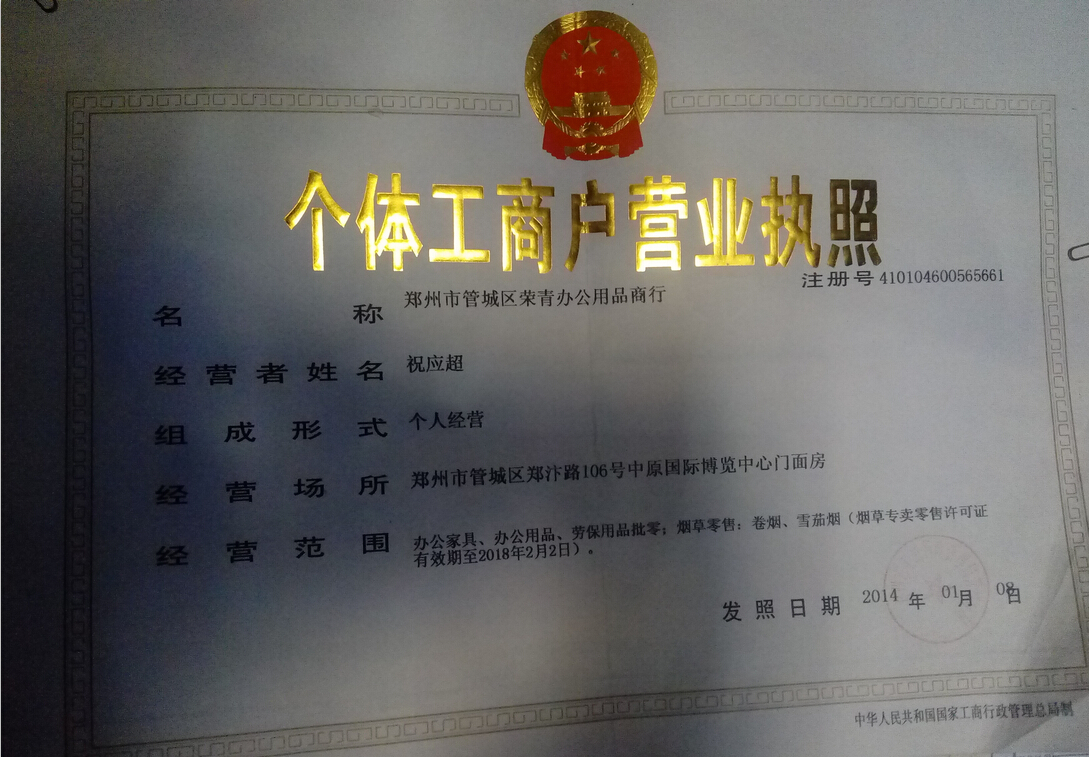 个体工商户营业执照
注册号 410104600565661
名称 郑州市管城区荣青办公用品商行
经营者姓名 祝应超
组成形式 个人经营
经营场所 郑州市管城区郑汴路106号中原国际博览中心门面房
经营范围 办公家具、办公用品、劳保用品批零；烟草零售：卷烟、雪茄烟（烟草专卖零售许可证
有效期至2018年2月2日）。
发照日期 2014 年 01 月 08 日
中华人民共和国国家工商行政管理总局制